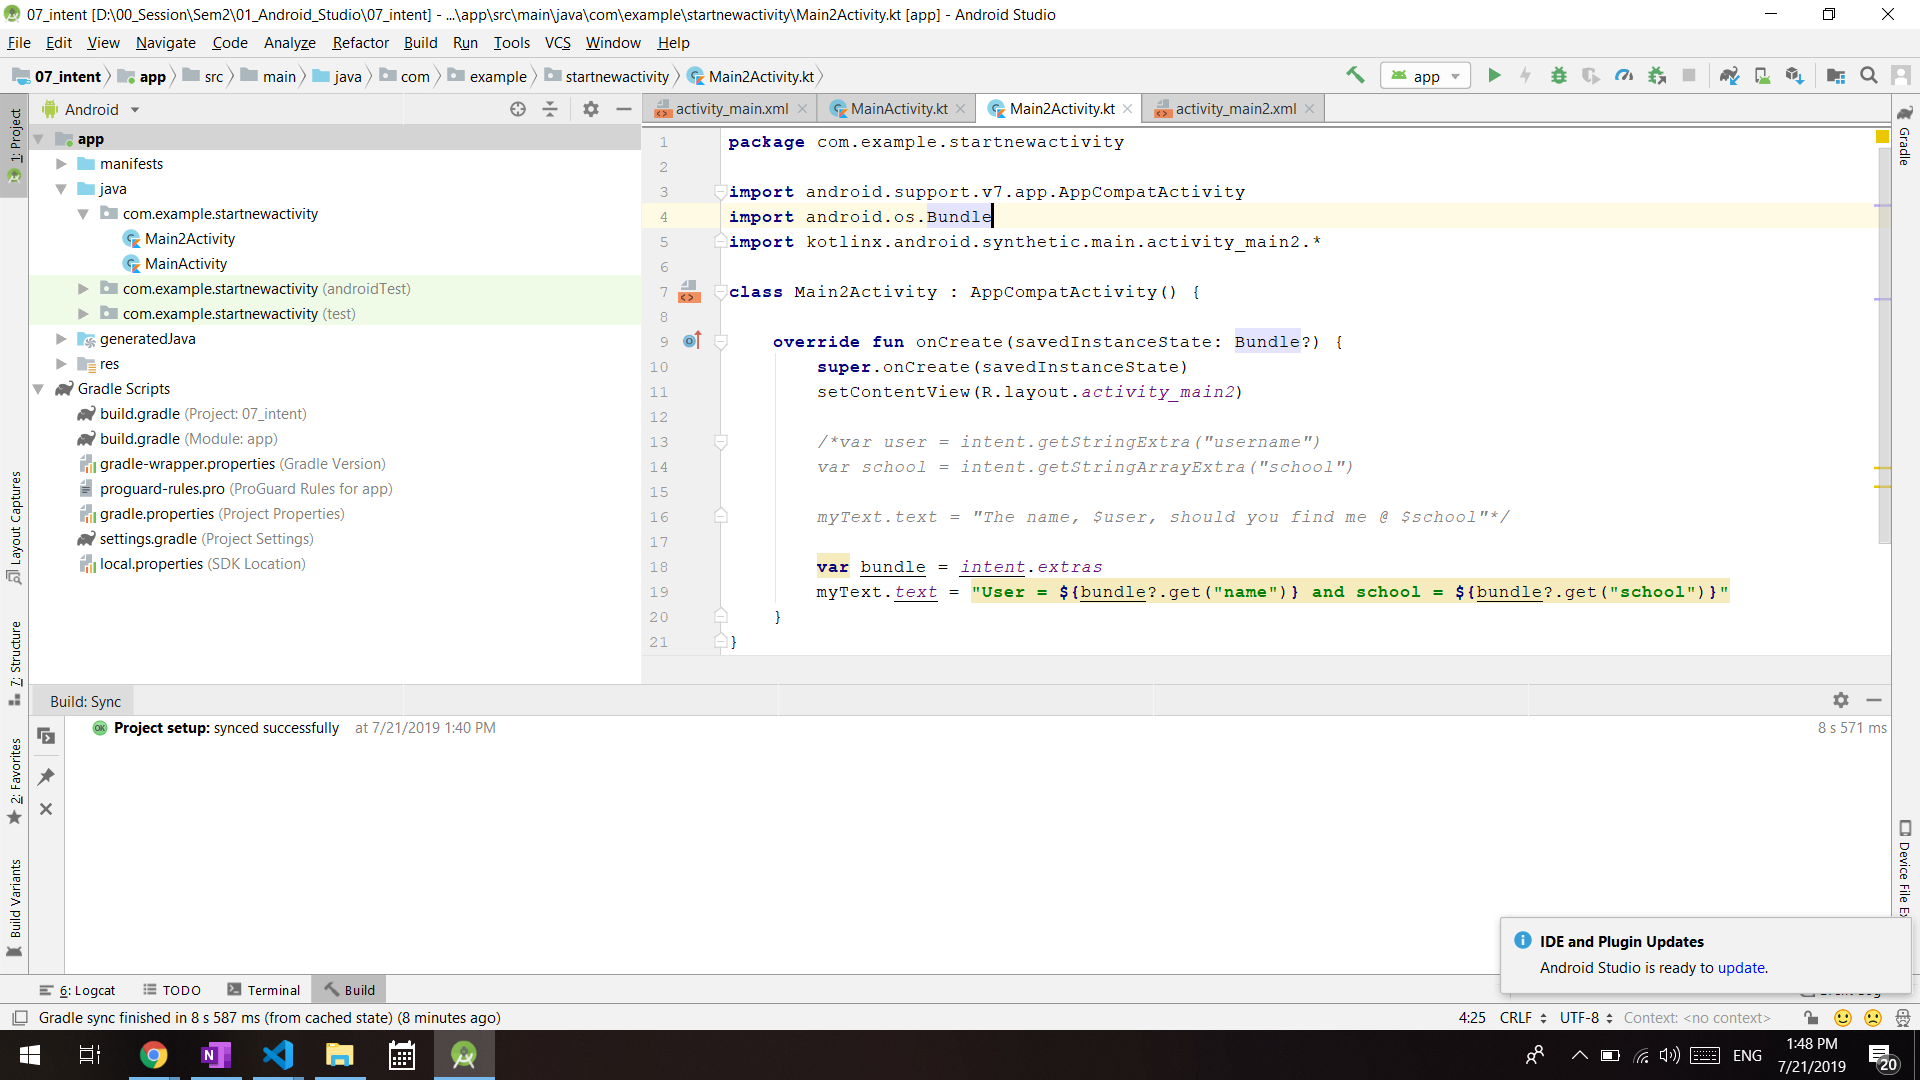 07_intent [D:\00_Session\Sem2\01_Android_Studio\07_intent] - ...\app\src\main\java\com\example\startnewactivity\Main2Activity.kt [app] - Android Studio
File Edit View Navigate Code Analyze Refactor Build Run Tools VCS Window Help
07_intent app src main java com example startnewactivity Main2Activity.kt app
Android
activity_main.xml MainActivity.kt Main2Activity.kt activity_main2.xml
1: Project
Layout Captures
7: Structure
2: Favorites
Build Variants
Gradle
app
manifests
java
com.example.startnewactivity
Main2Activity
MainActivity
com.example.startnewactivity (androidTest)
com.example.startnewactivity (test)
generatedJava
res
Gradle Scripts
build.gradle (Project: 07_intent)
build.gradle (Module: app)
gradle-wrapper.properties (Gradle Version)
proguard-rules.pro (ProGuard Rules for app)
gradle.properties (Project Properties)
settings.gradle (Project Settings)
local.properties (SDK Location)
1 package com.example.startnewactivity
2
3 import android.support.v7.app.AppCompatActivity
4 import android.os.Bundle
5 import kotlinx.android.synthetic.main.activity_main2.*
6
7 class Main2Activity : AppCompatActivity() {
8
9 override fun onCreate(savedInstanceState: Bundle?) {
10 super.onCreate(savedInstanceState)
11 setContentView(R.layout.activity_main2)
12
13 /*var user = intent.getStringExtra("username")
14 var school = intent.getStringArrayExtra("school")
15
16 myText.text = "The name, $user, should you find me @ $school"*/
17
18 var bundle = intent.extras
19 myText.text = "User = ${bundle?.get("name")} and school = ${bundle?.get("school")}"
20 }
21 }
Build: Sync
OK Project setup: synced successfully at 7/21/2019 1:40 PM 8 s 571 ms
Device File Ex
IDE and Plugin Updates
Android Studio is ready to update.
6: Logcat TODO Terminal Build
Gradle sync finished in 8 s 587 ms (from cached state) (8 minutes ago) 4:25 CRLF UTF-8 Context: <no context>
ENG 1:48 PM
7/21/2019
20